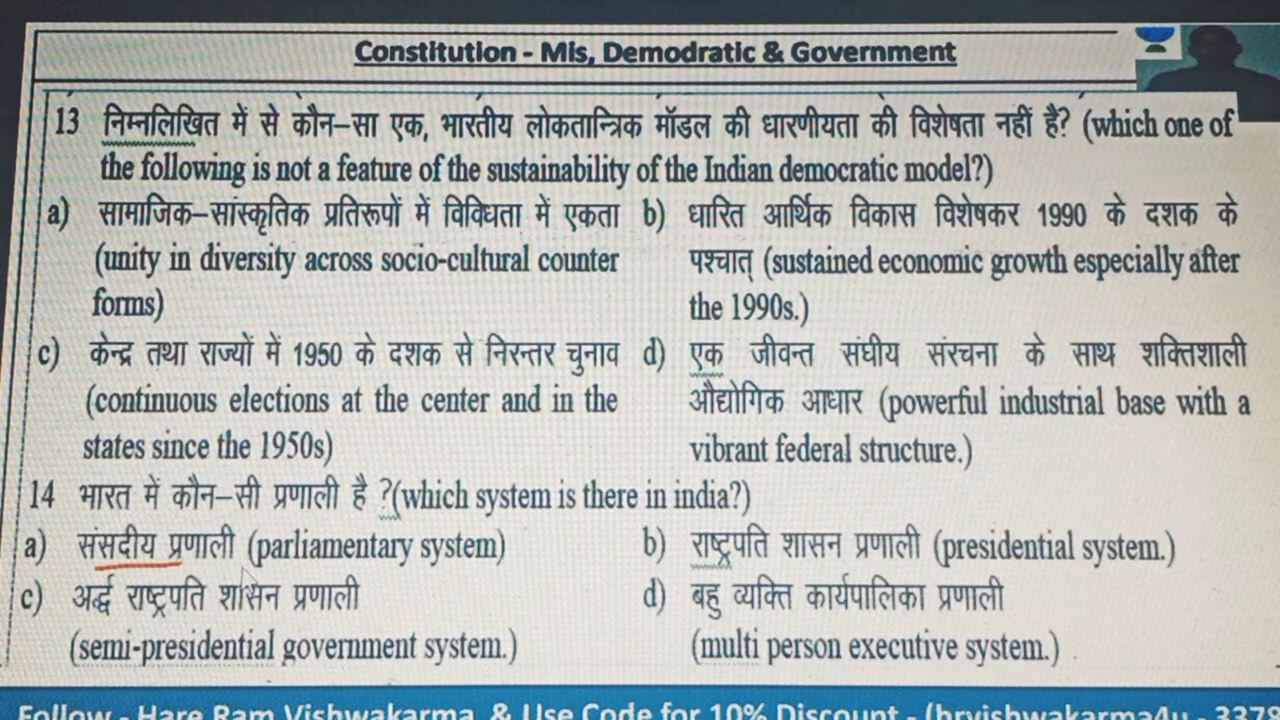 Constitution - Mis, Demodratic & Government
13 निम्नलिखित में से कौन-सा एक, भारतीय लोकतान्त्रिक मॉडल की धारणीयता की विशेषता नहीं है? (which one of
the following is not a feature of the sustainability of the Indian democratic model?)
a) सामाजिक-सांस्कृतिक प्रतिरूपों में विविधता में एकता
(unity in diversity across socio-cultural counter
forms)
b) धारित आर्थिक विकास विशेषकर 1990 के दशक के
पश्चात् (sustained economic growth especially after
the 1990s.)
c) केन्द्र तथा राज्यों में 1950 के दशक से निरन्तर चुनाव
(continuous elections at the center and in the
states since the 1950s)
d) एक जीवन्त संघीय संरचना के साथ शक्तिशाली
औद्योगिक आधार (powerful industrial base with a
vibrant federal structure.)
14 भारत में कौन-सी प्रणाली है ?(which system is there in india?)
a) संसदीय प्रणाली (parliamentary system)
b) राष्ट्रपति शासन प्रणाली (presidential system.)
c) अर्द्ध राष्ट्रपति शासन प्रणाली
(semi-presidential government system.)
d) बहु व्यक्ति कार्यपालिका प्रणाली
(multi person executive system.)
Follow - Hare Ram Vishwakarma & Use Code for 10% Discount - (hrvishwakarma4u